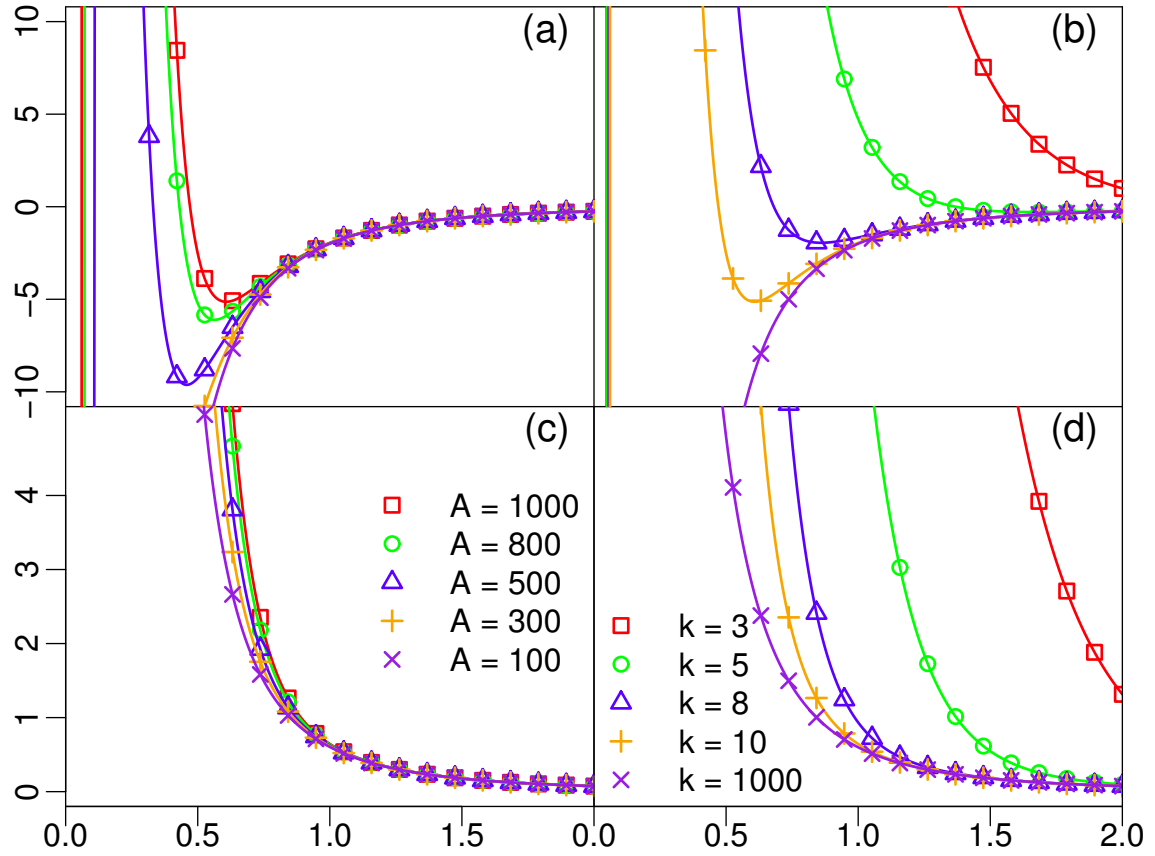 (a)
(b)
10
5
0
−5
−10
(c)
(d)
4
3
2
1
0
A = 1000
A = 800
A = 500
A = 300
A = 100
k = 3
k = 5
k = 8
k = 10
k = 1000
0.0 0.5 1.0 1.5 0.0 0.5 1.0 1.5 2.0